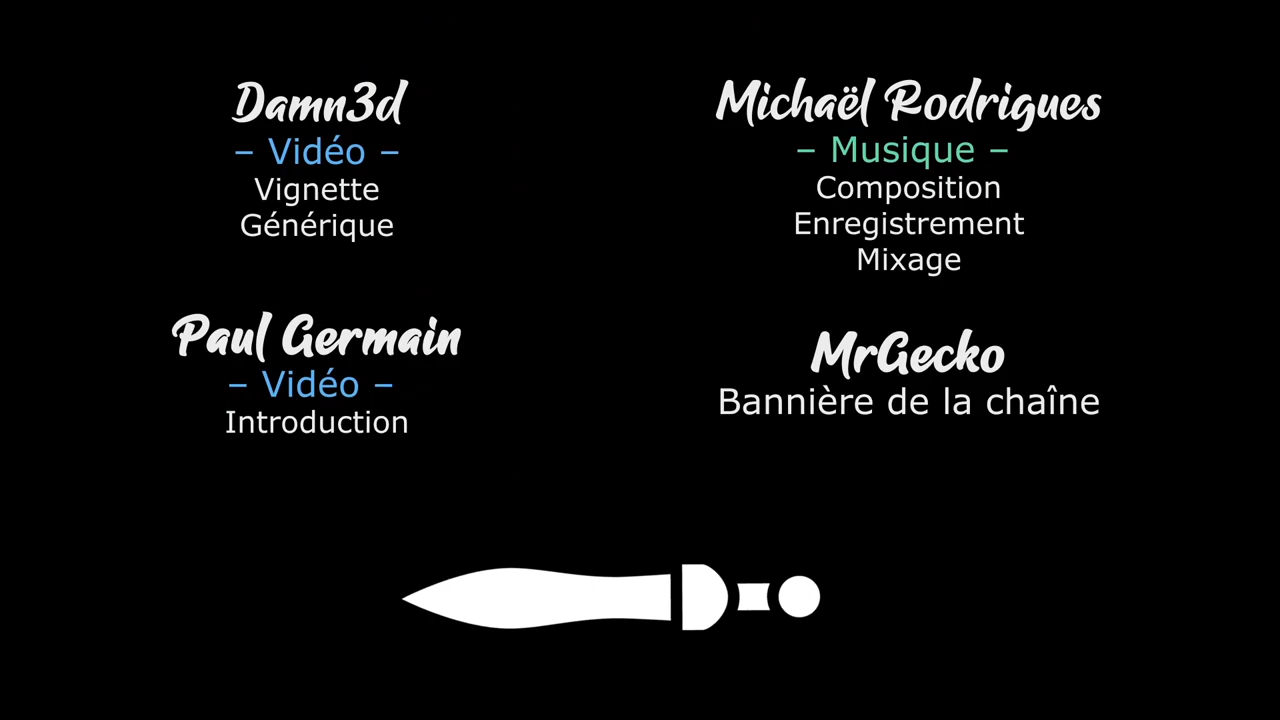 Damn3d
– Vidéo –
Vignette
Générique
Michaël Rodrigues
– Musique –
Composition
Enregistrement
Mixage
Paul Germain
– Vidéo –
Introduction
MrGecko
Bannière de la chaîne